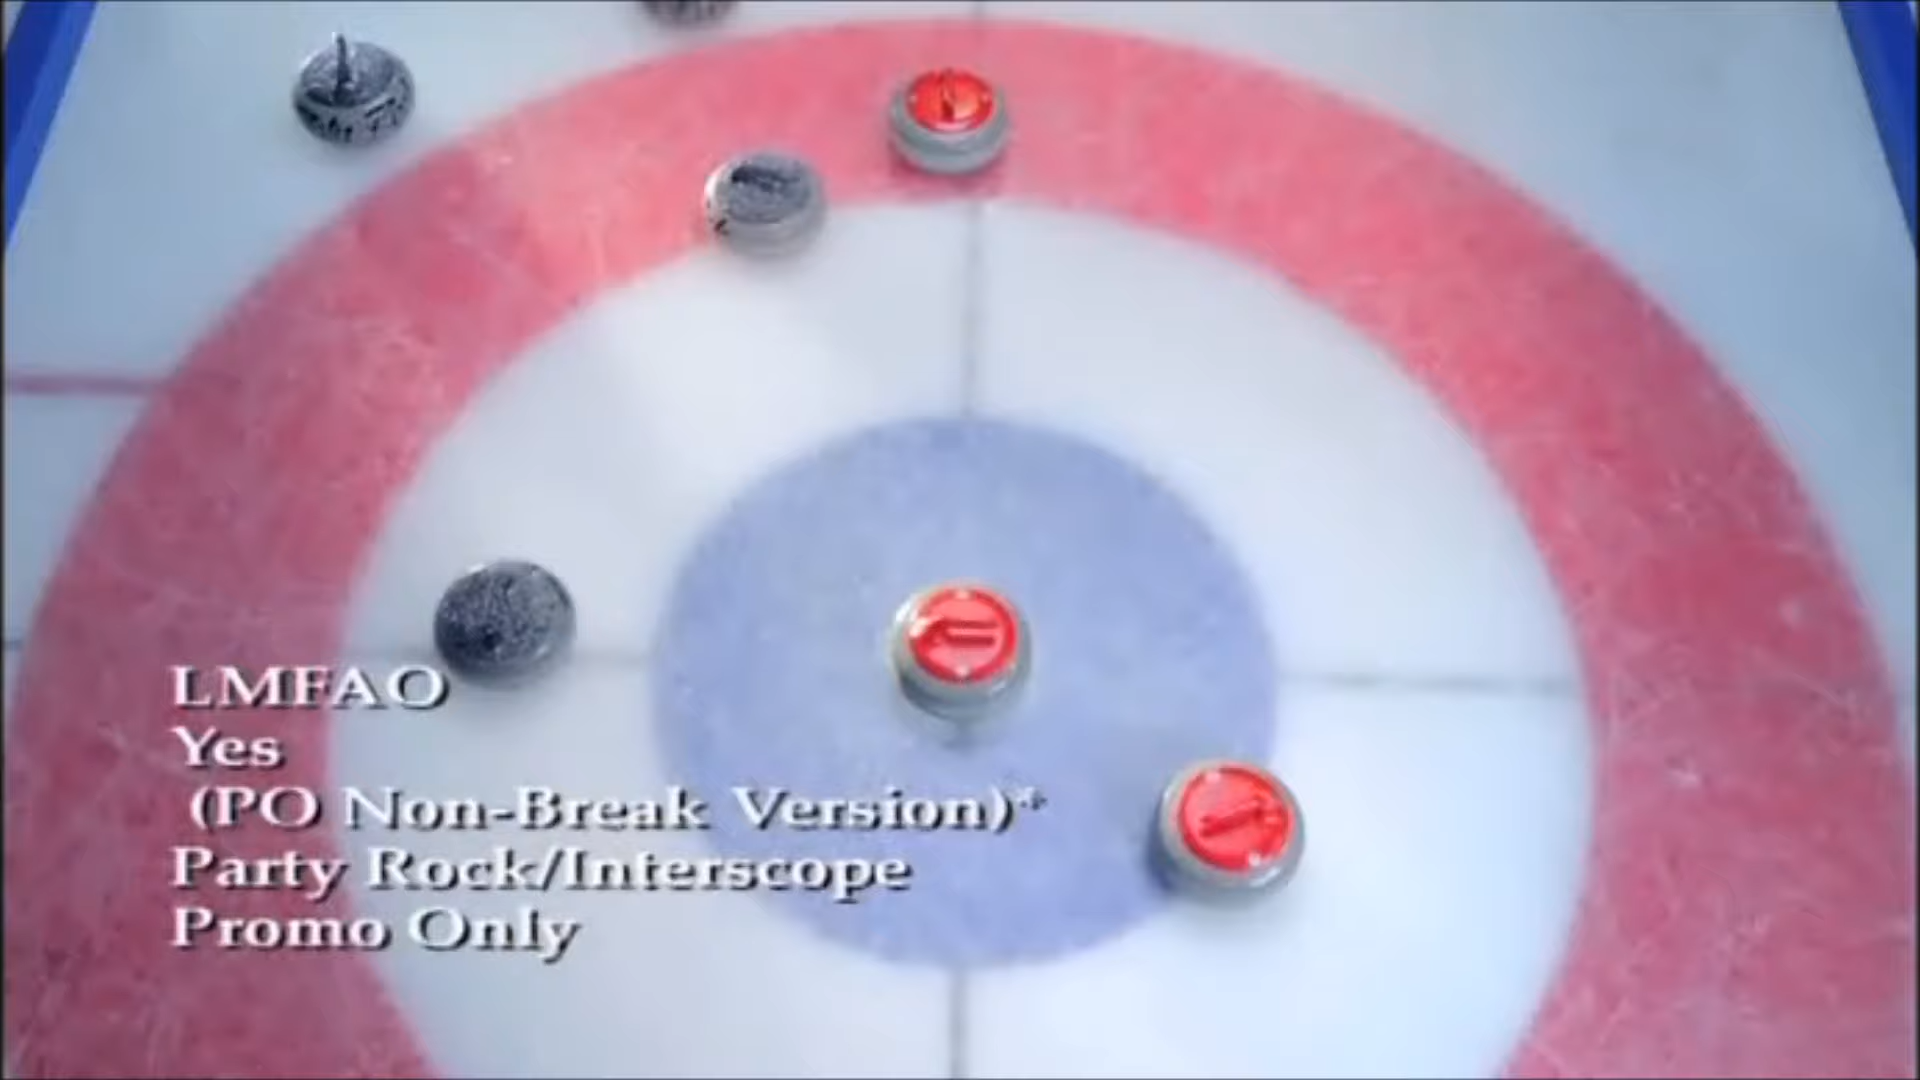 LMFAO
Yes
(PO Non-Break Version)*
Party Rock/Interscope
Promo Only